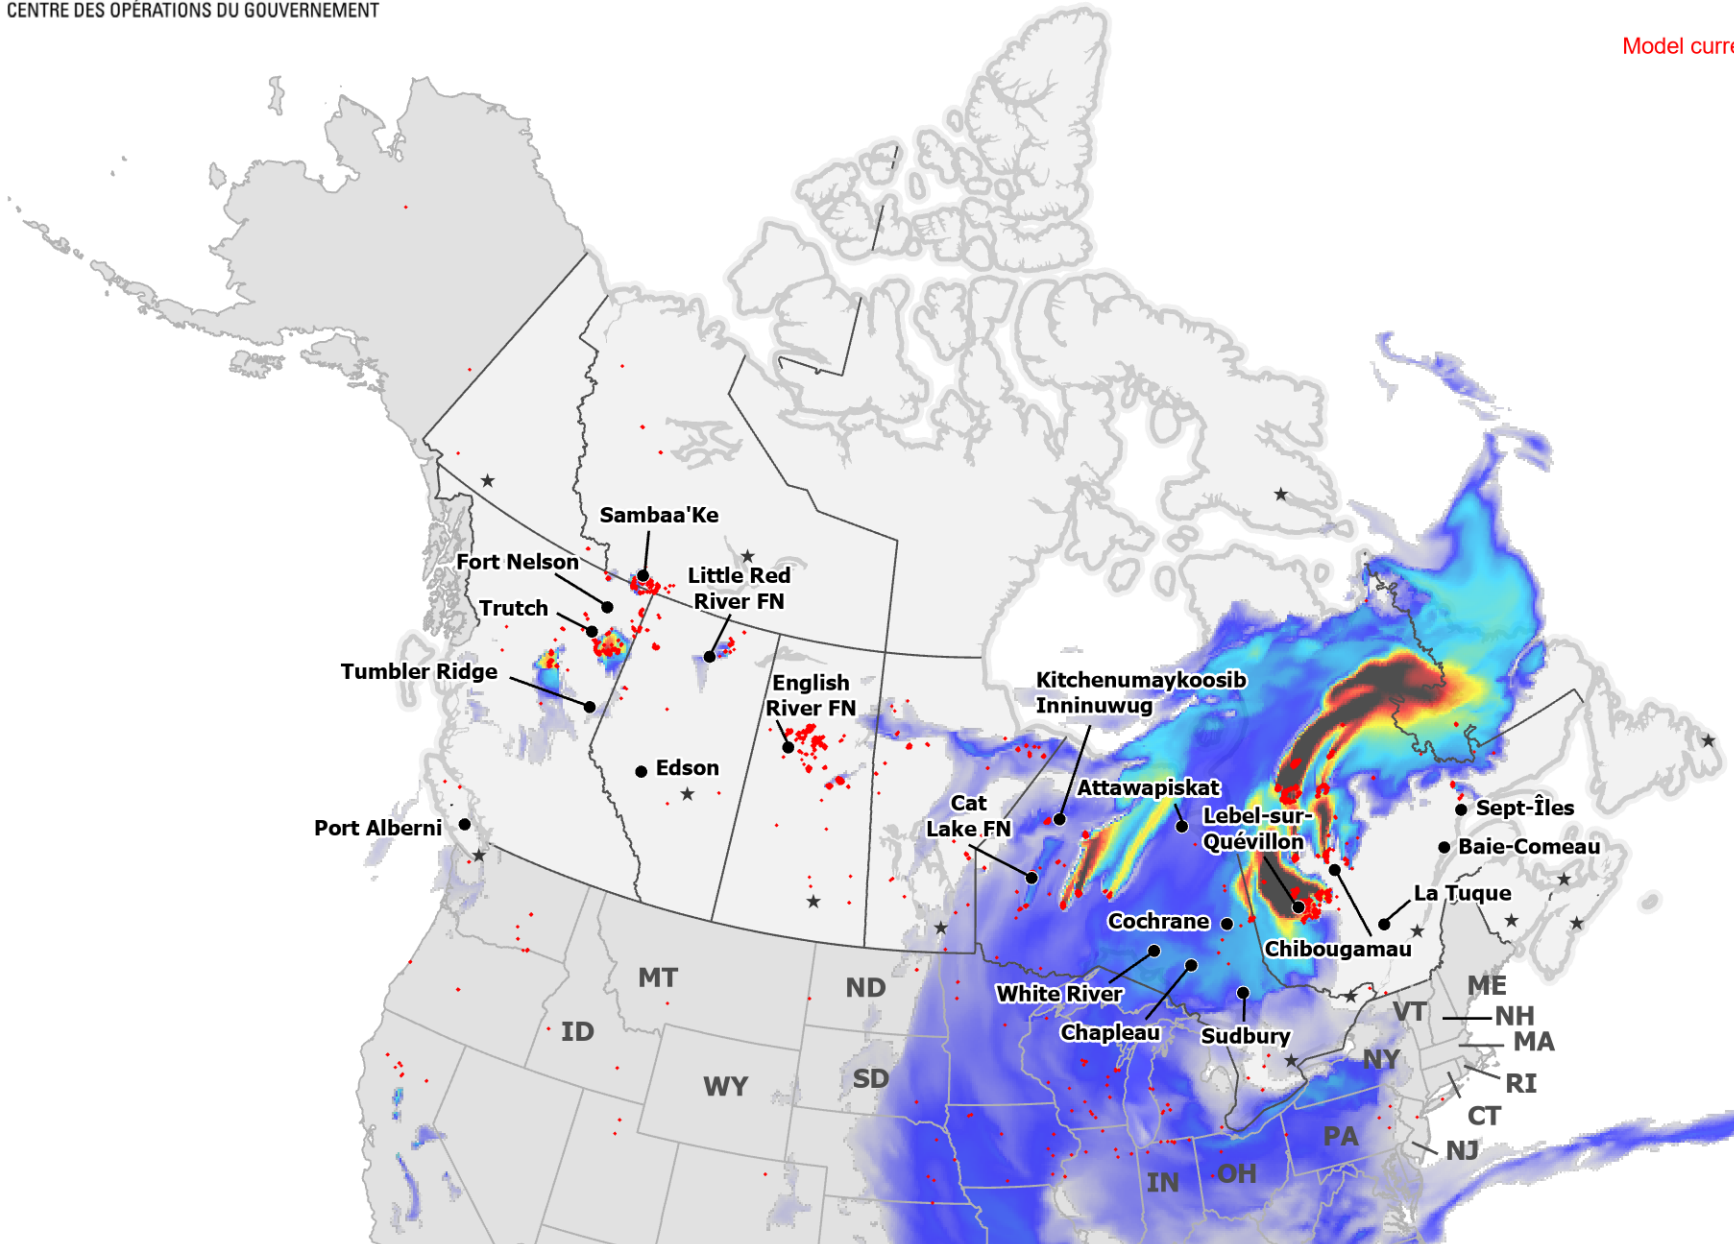 CENTRE DES OPÉRATIONS DU GOUVERNEMENT
Model curre
Sambaa'Ke
Fort Nelson
Little Red
River FN
Trutch
Tumbler Ridge
English
River FN
Kitchenumaykoosib
Inninuwug
Edson
Attawapiskat
Cat
Lake FN
Lebel-sur-
Quévillon
Port Alberni
Sept-Îles
Baie-Comeau
La Tuque
Cochrane
Chibougamau
White River
Chapleau
Sudbury
MT
ND
ID
WY
SD
ME
VT
NH
MA
NY
RI
CT
PA
NJ
IN
OH